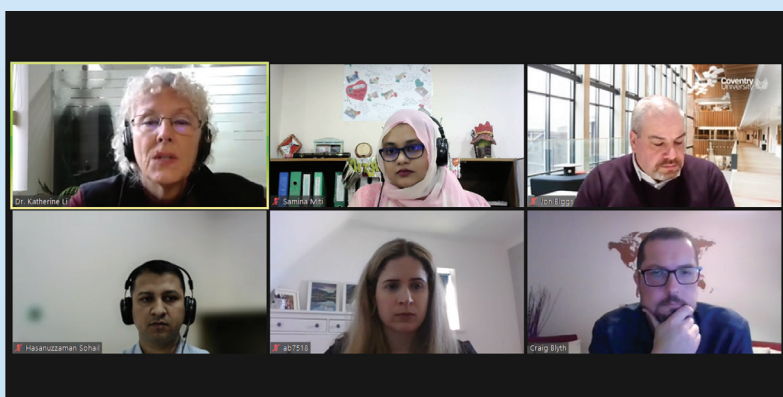 Dr. Katherine Li
Samina Miti
Coventry
University
Jon Biggs
Hasanuzzaman Sohail
ab7518
Craig Blyth